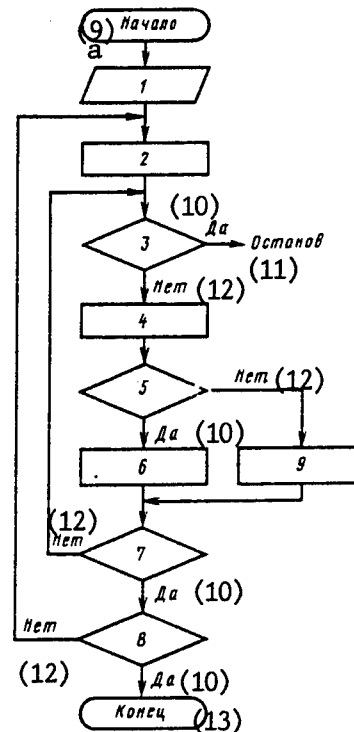 (9) Начало
а
1
2
(10)
3 Да Останов
(11)
Нет (12)
4
5 Нет (12)
Да (10)
6 9
(12)
Нет 7
Да (10)
Нет 8
(12) Да (10)
Конец (13)